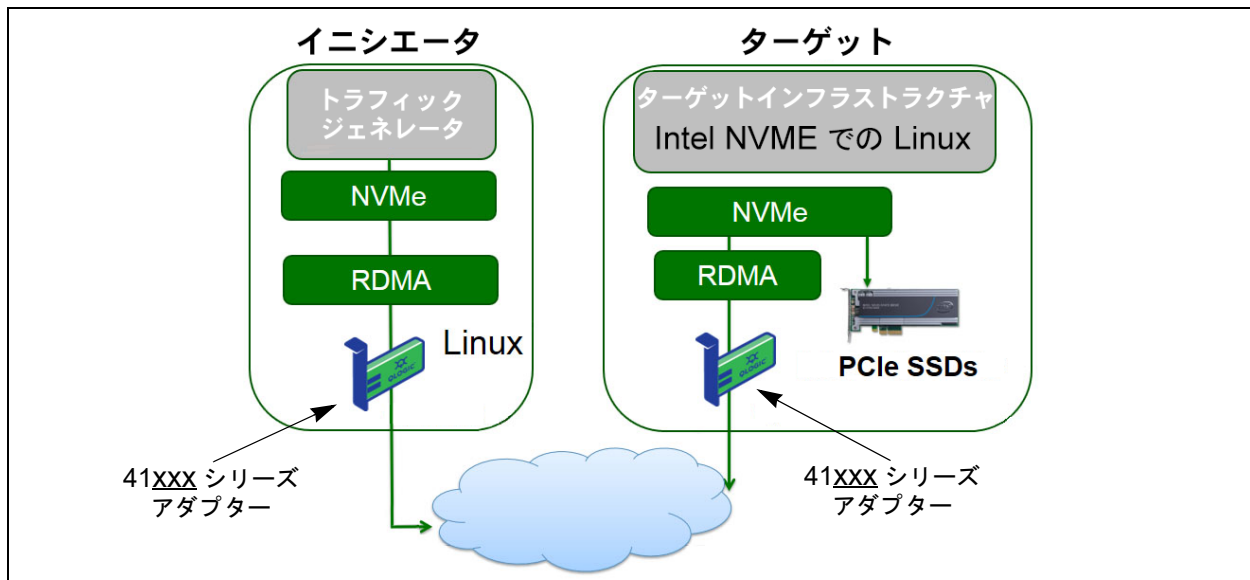 イニシエータ
トラフィック
ジェネレータ
NVMe
RDMA
Linux
QLOGIC
41xxx シリーズ
アダプター
ターゲット
ターゲットインフラストラクチャ
Intel NVME での Linux
NVMe
RDMA
PCIe SSDs
QLOGIC
41xxx シリーズ
アダプター